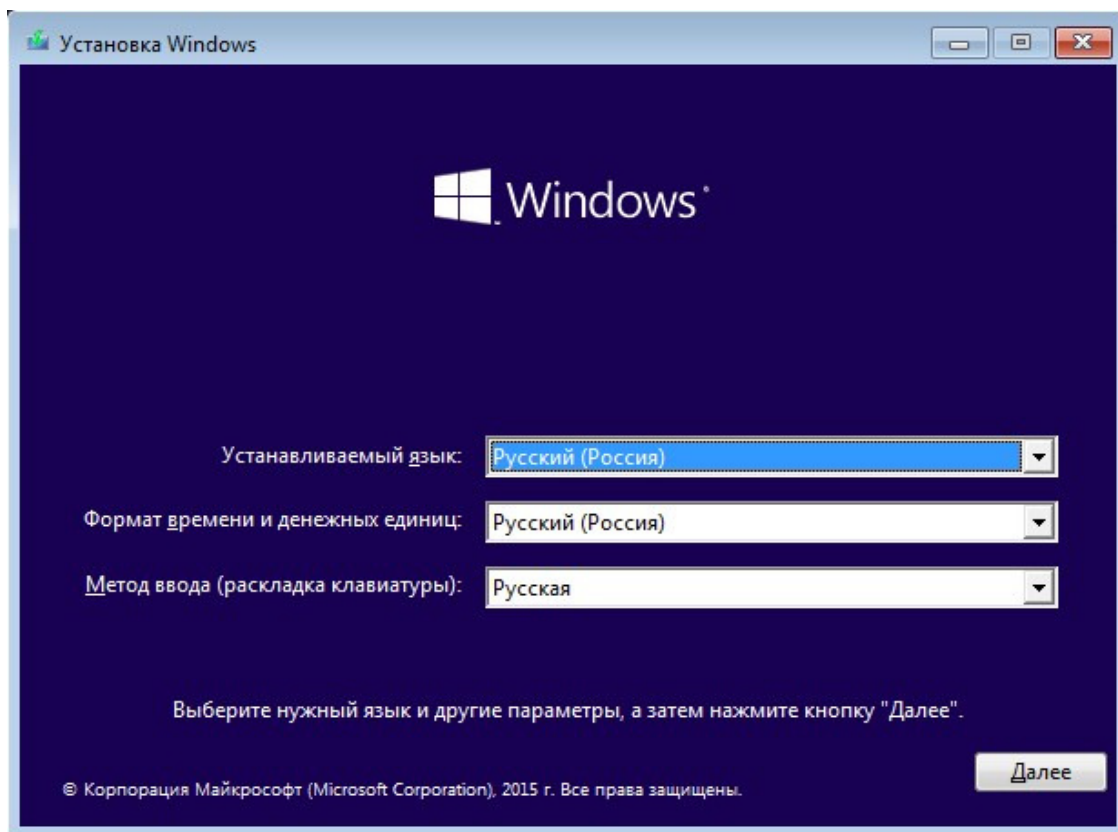 Установка Windows
Windows®
Устанавливаемый язык: Русский (Россия)
Формат времени и денежных единиц: Русский (Россия)
Метод ввода (раскладка клавиатуры): Русская
Выберите нужный язык и другие параметры, а затем нажмите кнопку "Далее".
Далее
© Корпорация Майкрософт (Microsoft Corporation), 2015 г. Все права защищены.